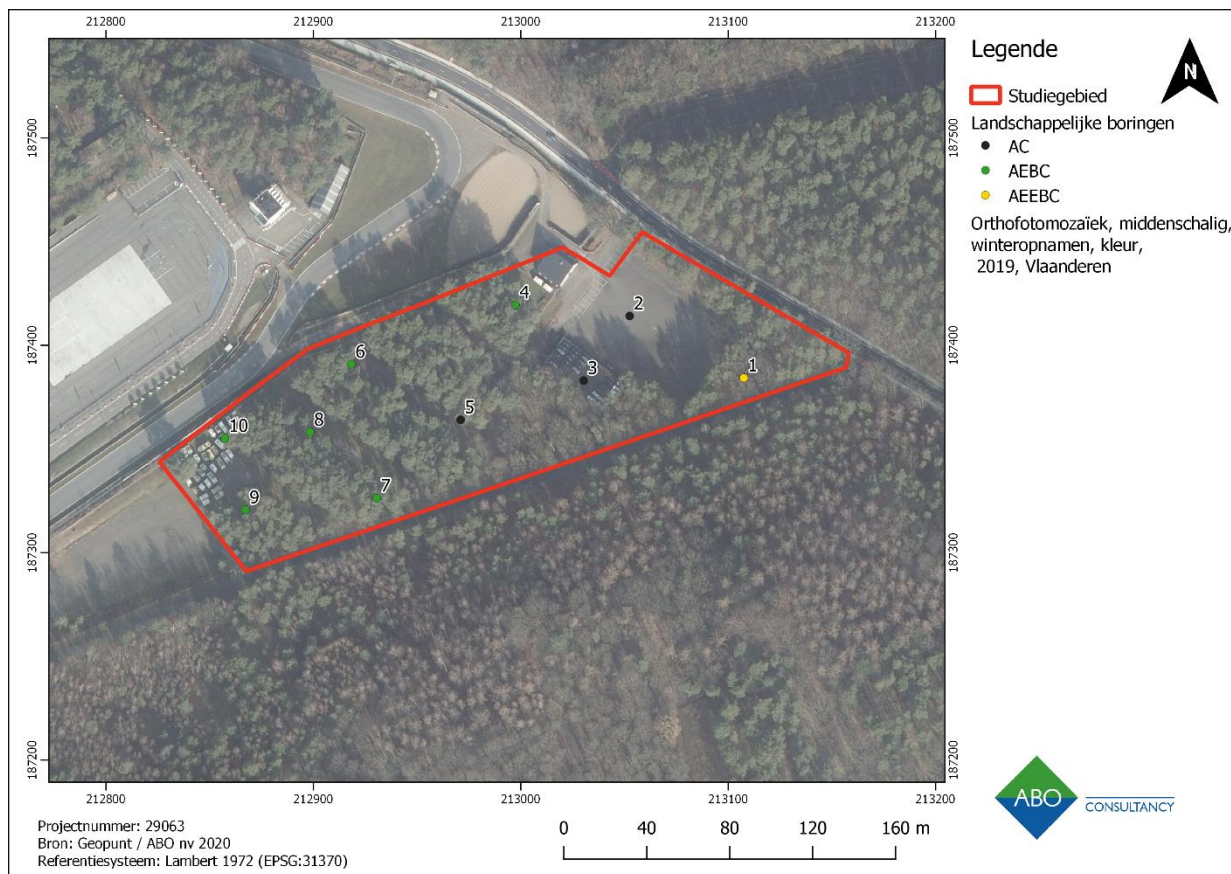 212800 212900 213000 213100 213200
187500
187400
187300
187200
187500
187400
187300
187200
4
2
6
3
1
5
10
8
7
9
Legende
N
Studiegebied
Landschappelijke boringen
AC
AEBC
AEEBC
Orthofotomozaïek, middenschalig,
winteropnamen, kleur,
2019, Vlaanderen
ABO CONSULTANCY
212800 212900 213000 213100 213200
Projectnummer: 29063
Bron: Geopunt / ABO nv 2020
Referentiesysteem: Lambert 1972 (EPSG:31370)
0 40 80 120 160 m